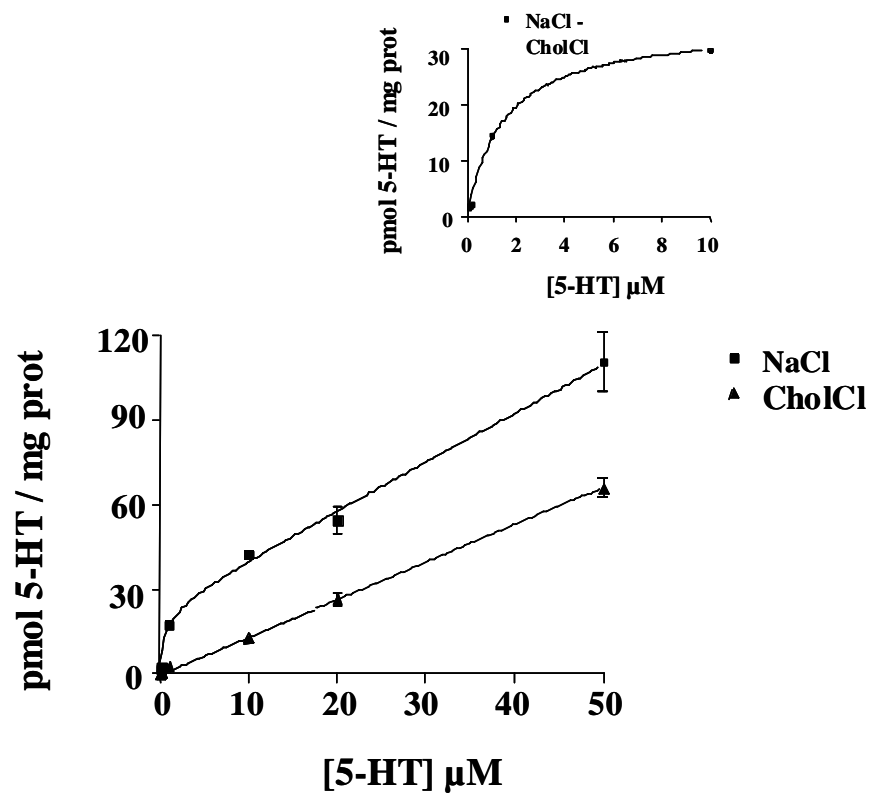 NaCl -
CholCl
pmol 5-HT / mg prot
30
20
10
0
0 2 4 6 8 10
[5-HT] µM
pmol 5-HT / mg prot
120
90
60
30
0
0 10 20 30 40 50
[5-HT] µM
NaCl
CholCl